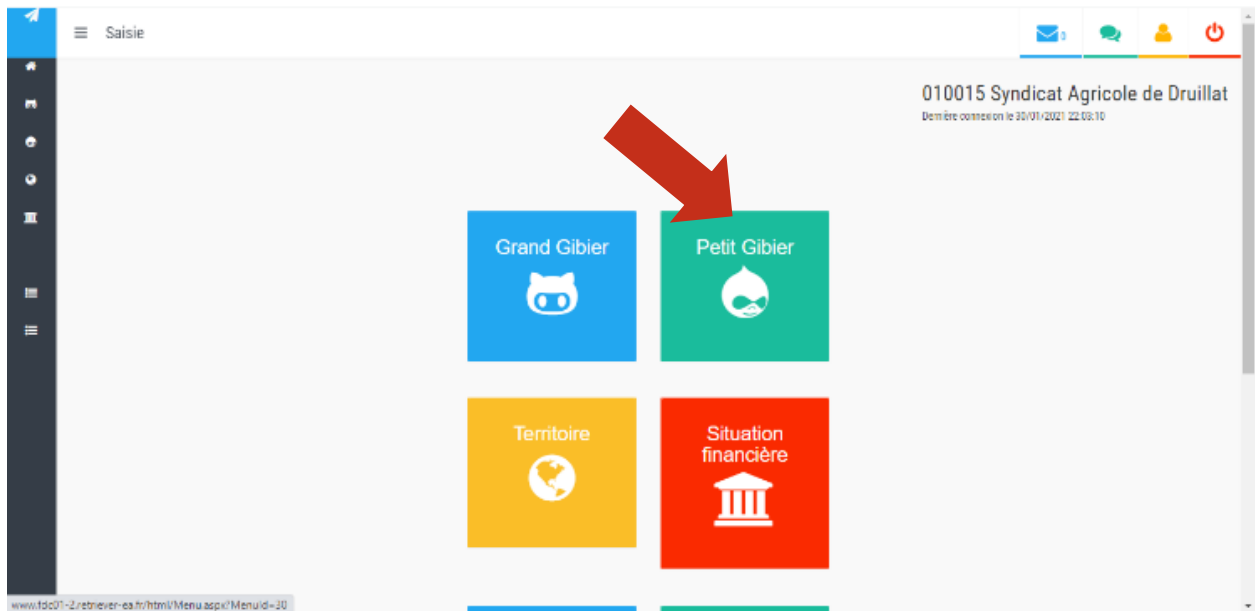 Saisie
0
010015 Syndicat Agricole de Druillat
Dernière connexion le 30/01/2021 22:03:10
Grand Gibier
Petit Gibier
Territoire
Situation
financière
www.fdc01-2.retriever-ea.fr/html/Menu.aspx?MenuId=30